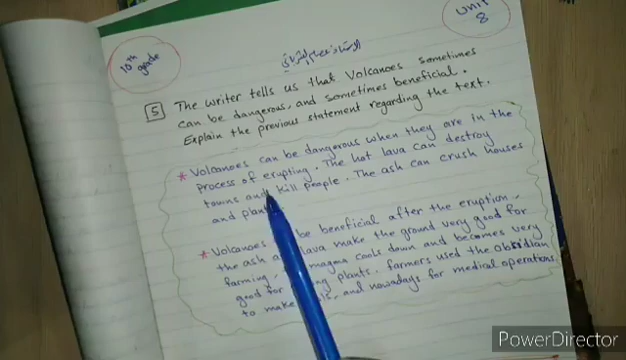 10th grade
Unit 8
5 The writer tells us that Volcanoes sometimes
can be dangerous, and sometimes beneficial.
Explain the previous statement regarding the text.
* Volcanoes can be dangerous when they are in the
process of erupting. The hot lava can destroy
towns and kill people. The ash can crush houses
and
* Volcanoes be beneficial after the eruption,
the ash lava make the ground very good for
farming, magma cools down and becomes very
good for plants. farmers used the obsidian
to make and nowadays for medical operations
PowerDirector